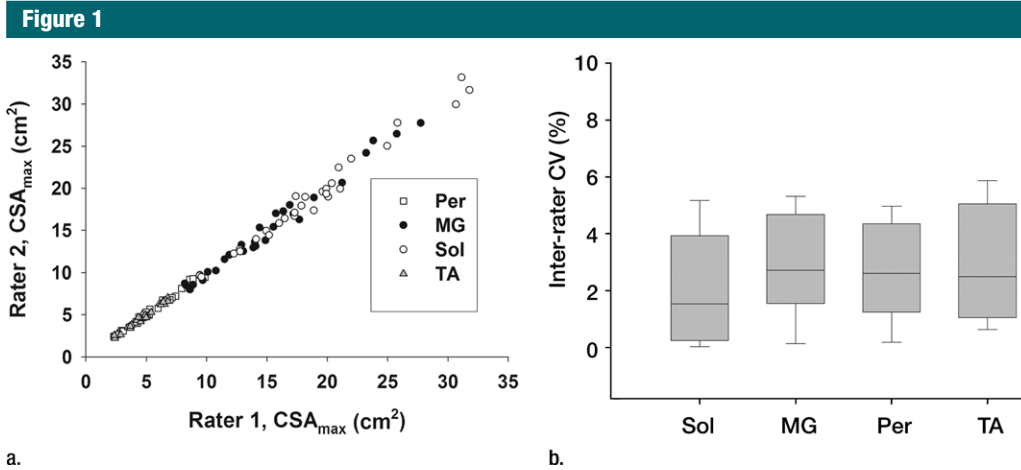 Figure 1
35
30
25
20
15
10
5
0
Rater 2, CSAmax (cm²)
Per
MG
Sol
TA
0 5 10 15 20 25 30 35
Rater 1, CSAmax (cm²)
a.
10
8
6
4
2
0
Inter-rater CV (%)
Sol MG Per TA
b.